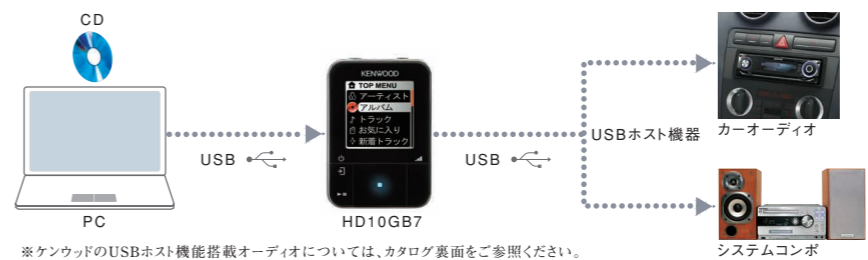 CD
PC
USB
KENWOOD
TOP MENU
アーティスト
アルバム
トラック
お気に入り
新着トラック
HD10GB7
USB
USBホスト機器
カーオーディオ
システムコンポ
※ケンウッドのUSBホスト機能搭載オーディオについては、カタログ裏面をご参照ください。